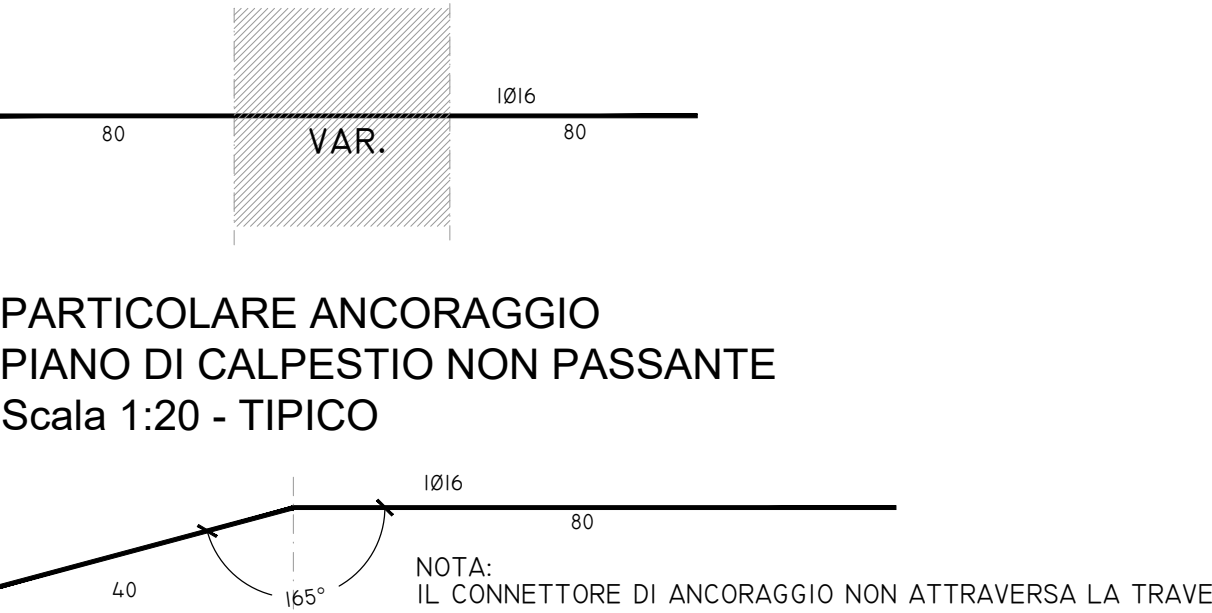 1Ø16
80
VAR.
80
PARTICOLARE ANCORAGGIO
PIANO DI CALPESTIO NON PASSANTE
Scala 1:20 - TIPICO
1Ø16
80
40
165°
NOTA:
IL CONNETTORE DI ANCORAGGIO NON ATTRAVERSA LA TRAVE